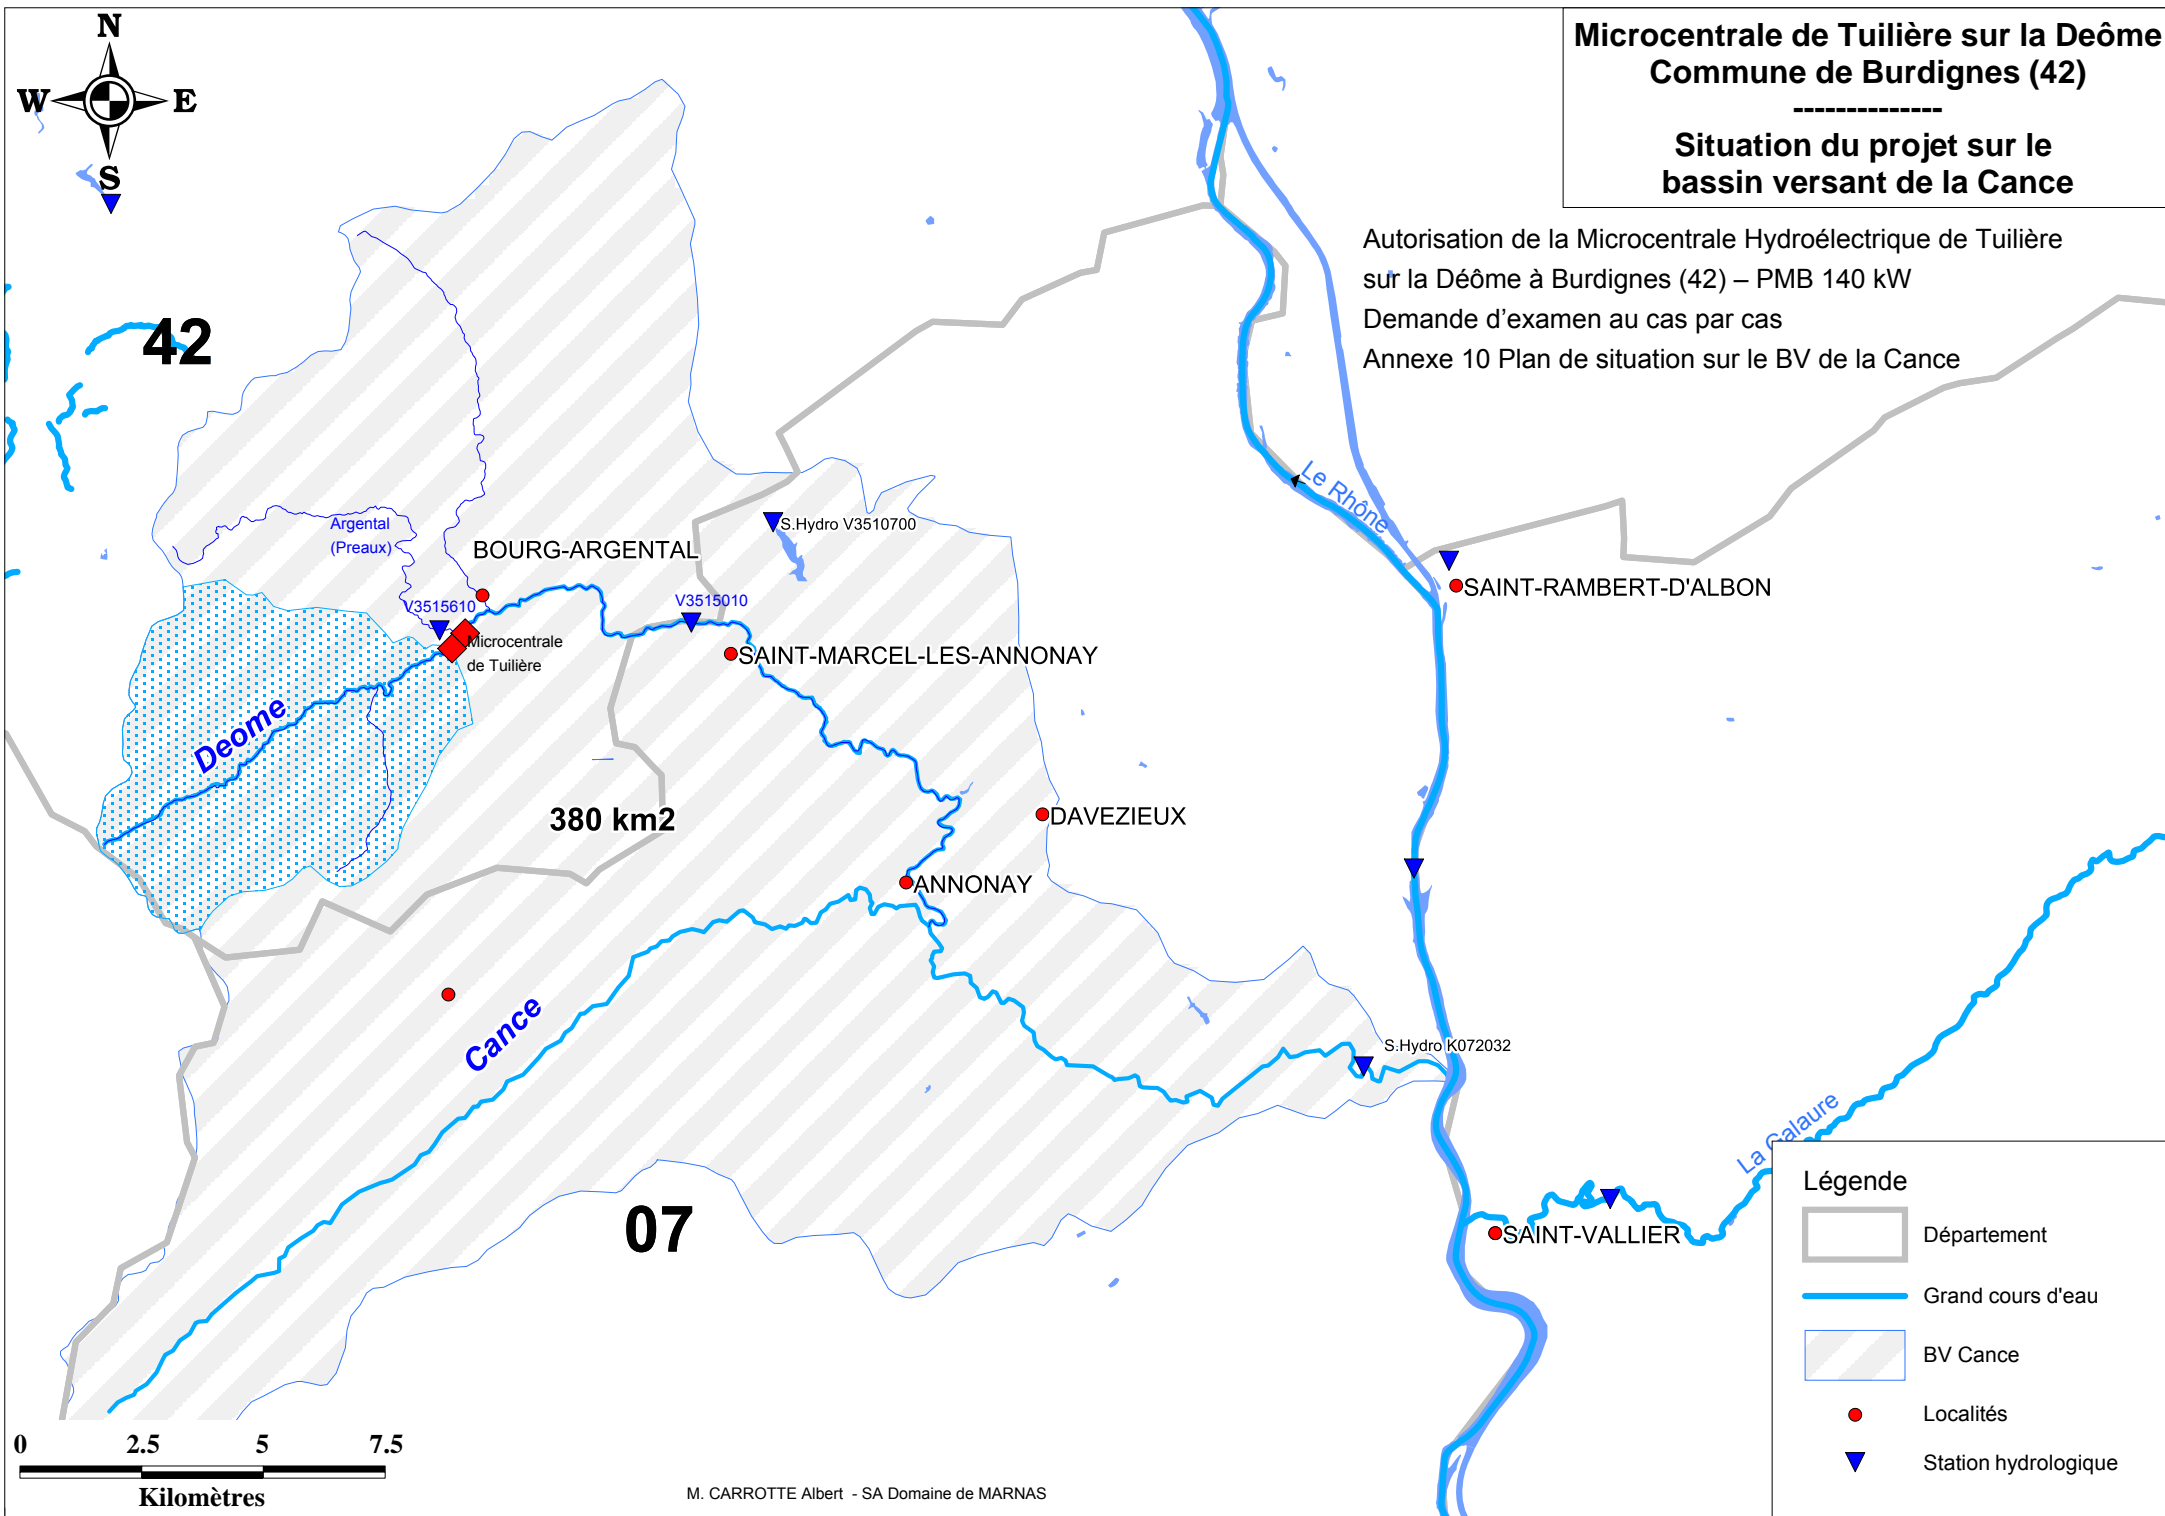 N
W
E
S
Microcentrale de Tuilière sur la Deôme
Commune de Burdignes (42)
--------------
Situation du projet sur le
bassin versant de la Cance
Autorisation de la Microcentrale Hydroélectrique de Tuilière
sur la Déôme à Burdignes (42) – PMB 140 kW
Demande d'examen au cas par cas
Annexe 10 Plan de situation sur le BV de la Cance
42
Le Rhône
Argental
(Preaux)
S.Hydro V3510700
BOURG-ARGENTAL
SAINT-RAMBERT-D'ALBON
V3515610
V3515010
Microcentrale
de Tuilière
SAINT-MARCEL-LES-ANNONAY
Deome
380 km2
DAVEZIEUX
ANNONAY
Cance
S.Hydro K072032
La Galaure
07
SAINT-VALLIER
Légende
Département
Grand cours d'eau
BV Cance
Localités
Station hydrologique
0 2.5 5 7.5
Kilomètres
M. CARROTTE Albert - SA Domaine de MARNAS